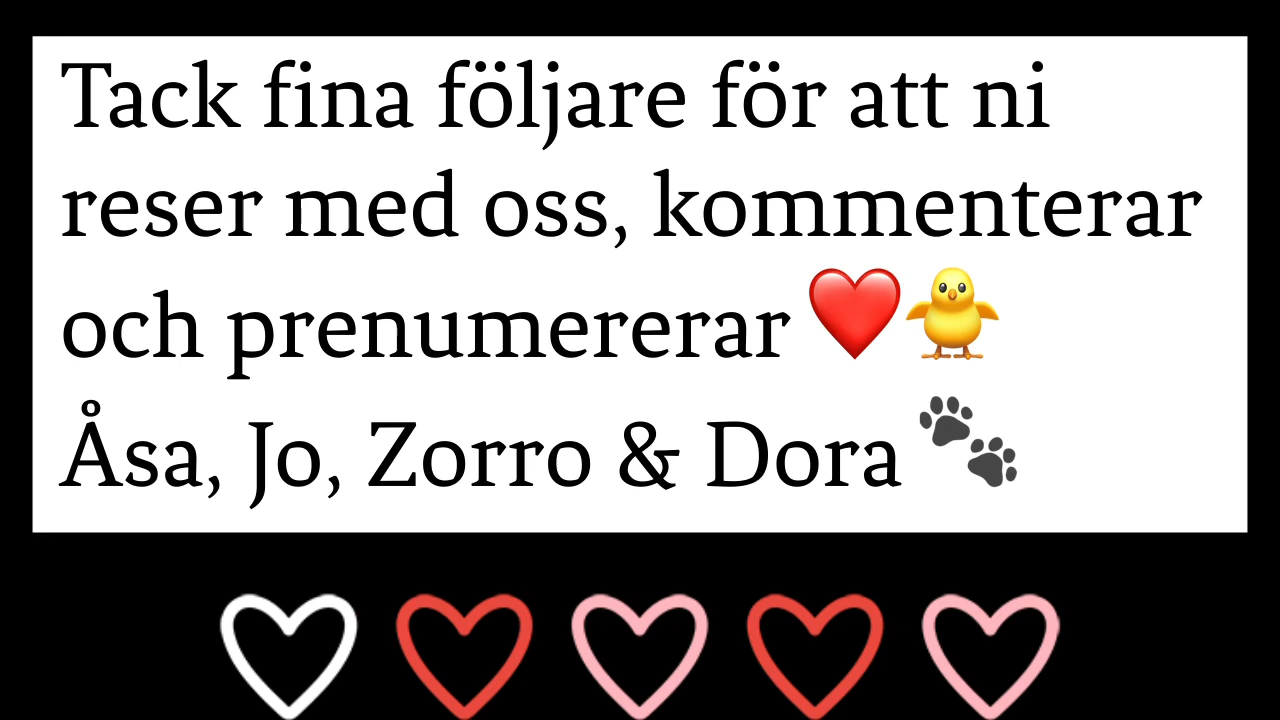 Tack fina följare för att ni
reser med oss, kommenterar
och prenumererar ❤️🐥
Åsa, Jo, Zorro & Dora 🐾